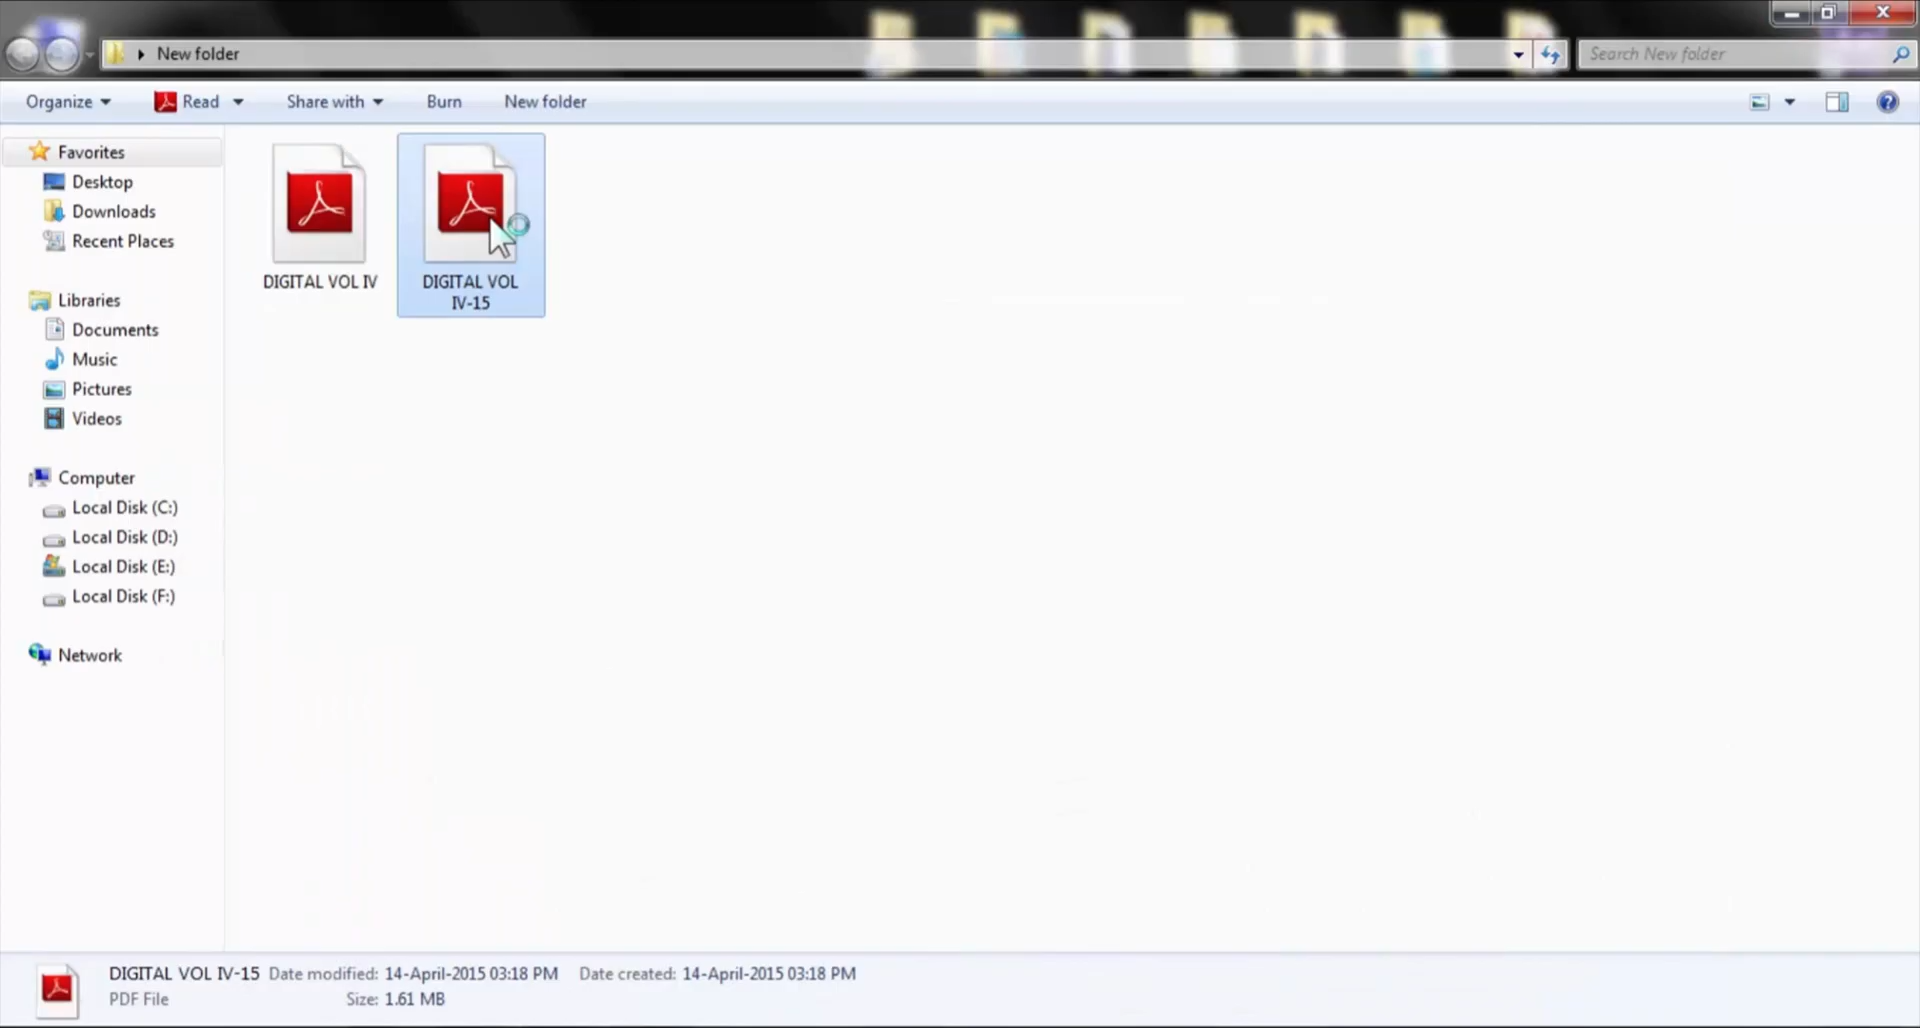 New folder
Search New folder
Organize Read Share with Burn New folder
Favorites
Desktop
Downloads
Recent Places
Libraries
Documents
Music
Pictures
Videos
Computer
Local Disk (C:)
Local Disk (D:)
Local Disk (E:)
Local Disk (F:)
Network
DIGITAL VOL IV
DIGITAL VOL
IV-15
DIGITAL VOL IV-15 Date modified: 14-April-2015 03:18 PM Date created: 14-April-2015 03:18 PM
PDF File Size: 1.61 MB